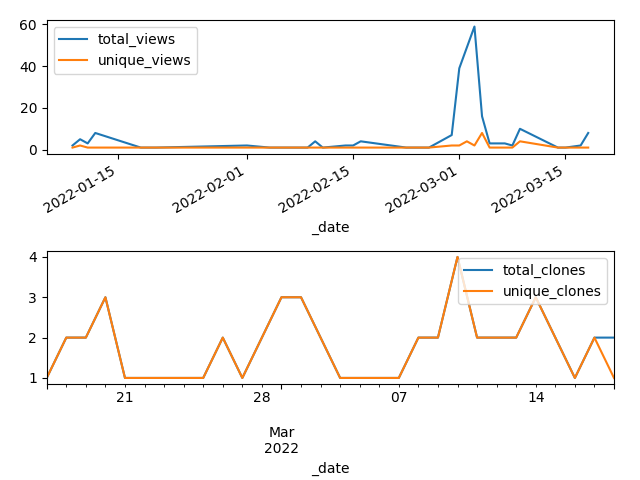 60
40
20
0
total_views
unique_views
2022-01-15
2022-02-01
2022-02-15
2022-03-01
2022-03-15
_date
4
3
2
1
total_clones
unique_clones
21
28
07
14
Mar
2022
_date